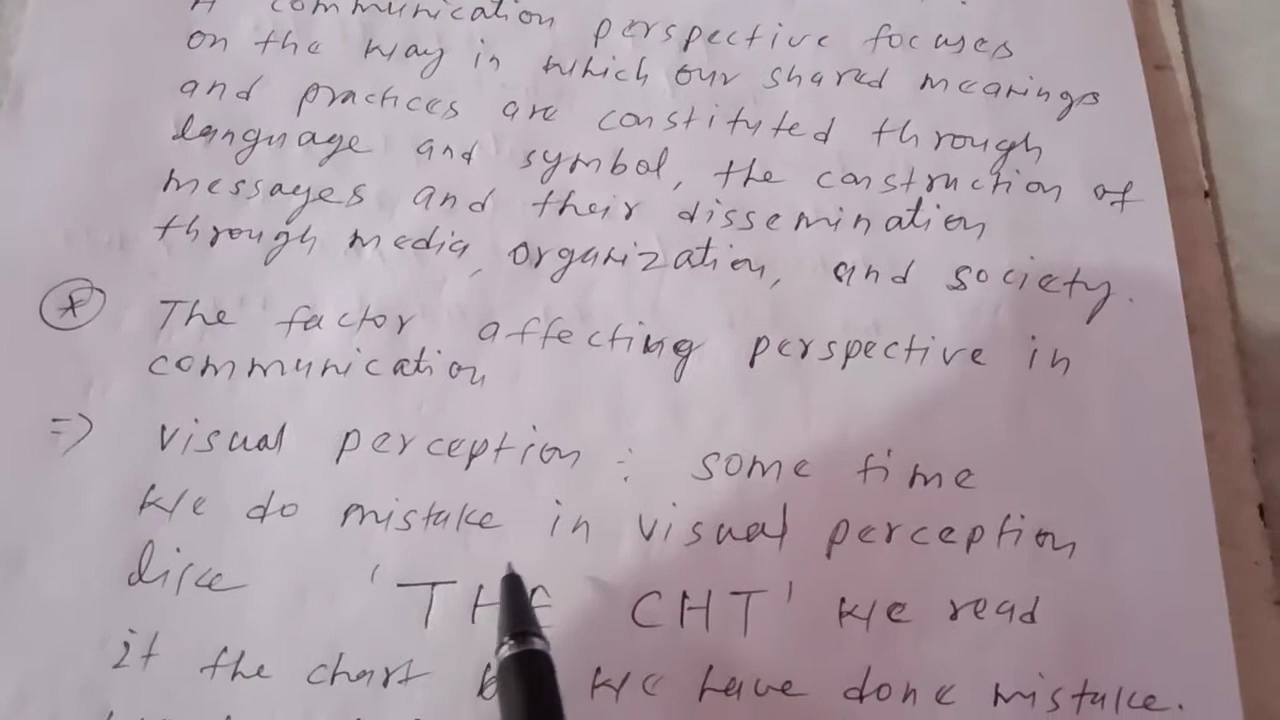 A communication perspective focuses
on the way in which our shared meanings
and practices are constituted through
language and symbol, the construction of
messages and their dissemination
through media, organization, and society.
* The factor affecting perspective in
communication
=> visual perception : some time
we do mistake in visual perception
like 'THE CHT' we read
it the chart we have done mistake.